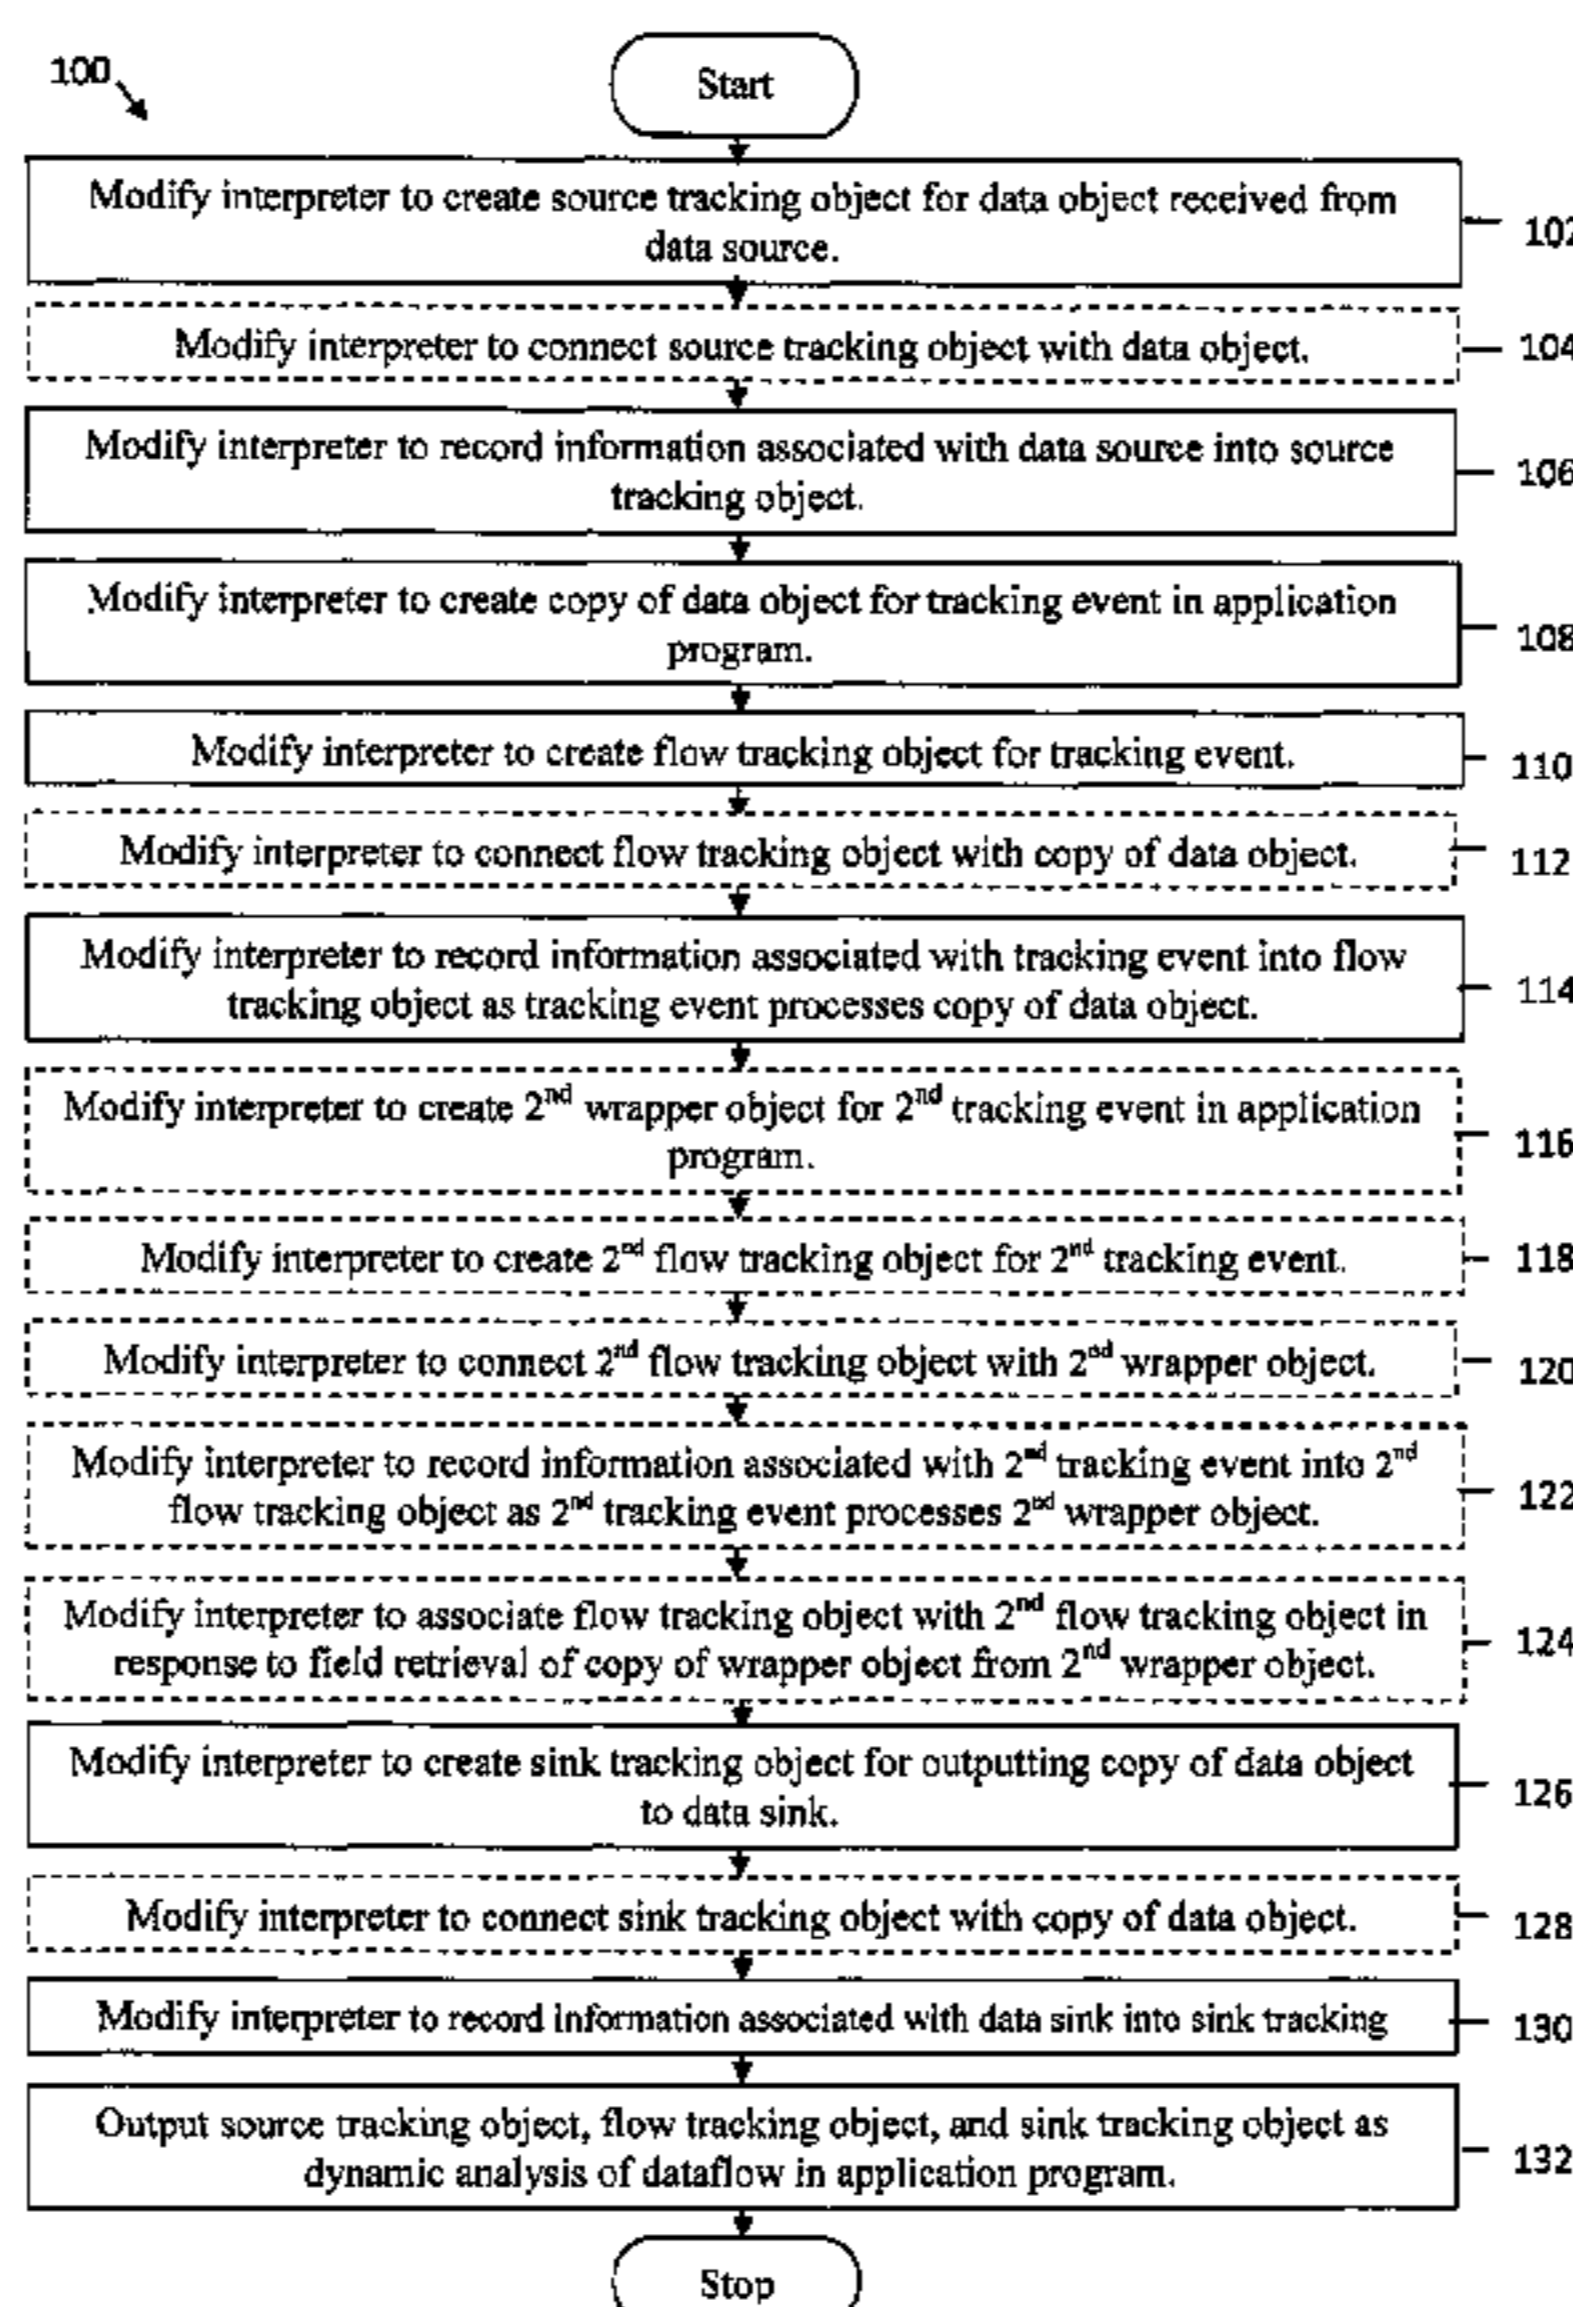 100
Start
Modify interpreter to create source tracking object for data object received from
data source.
102
Modify interpreter to connect source tracking object with data object.
104
Modify interpreter to record information associated with data source into source
tracking object.
106
Modify interpreter to create copy of data object for tracking event in application
program.
108
Modify interpreter to create flow tracking object for tracking event.
110
Modify interpreter to connect flow tracking object with copy of data object.
112
Modify interpreter to record information associated with tracking event into flow
tracking object as tracking event processes copy of data object.
114
Modify interpreter to create 2nd wrapper object for 2nd tracking event in application
program.
116
Modify interpreter to create 2nd flow tracking object for 2nd tracking event.
118
Modify interpreter to connect 2nd flow tracking object with 2nd wrapper object.
120
Modify interpreter to record information associated with 2nd tracking event into 2nd
flow tracking object as 2nd tracking event processes 2nd wrapper object.
122
Modify interpreter to associate flow tracking object with 2nd flow tracking object in
response to field retrieval of copy of wrapper object from 2nd wrapper object.
124
Modify interpreter to create sink tracking object for outputting copy of data object
to data sink.
126
Modify interpreter to connect sink tracking object with copy of data object.
128
Modify interpreter to record information associated with data sink into sink tracking
130
Output source tracking object, flow tracking object, and sink tracking object as
dynamic analysis of dataflow in application program.
132
Stop